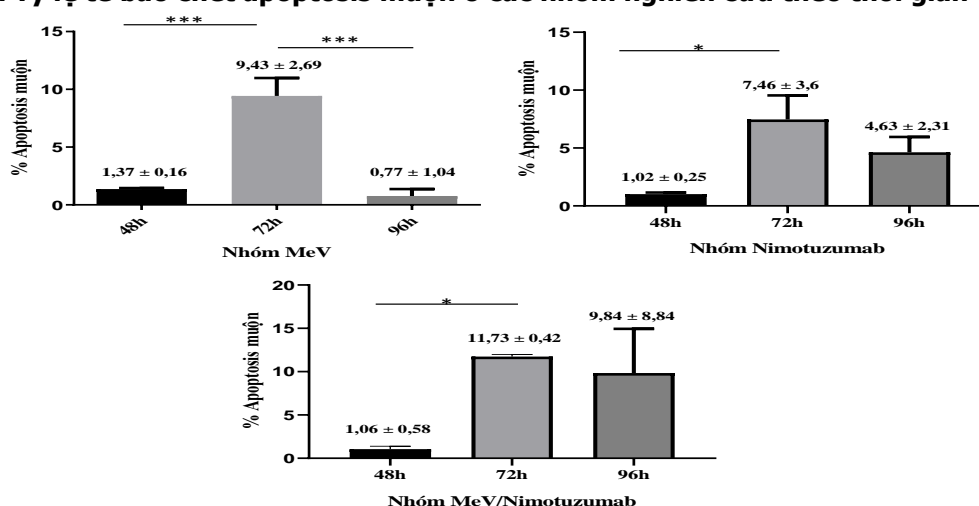 Tỷ lệ tế bào chết apoptosis muộn ở các nhóm nghiên cứu theo thời gian
***
***
% Apoptosis muộn
15
10
5
0
1,37 ± 0,16
9,43 ± 2,69
0,77 ± 1,04
48h
72h
96h
Nhóm MeV
*
% Apoptosis muộn
15
10
5
0
1,02 ± 0,25
7,46 ± 3,6
4,63 ± 2,31
48h
72h
96h
Nhóm Nimotuzumab
*
% Apoptosis muộn
20
15
10
5
0
1,06 ± 0,58
11,73 ± 0,42
9,84 ± 8,84
48h
72h
96h
Nhóm MeV/Nimotuzumab